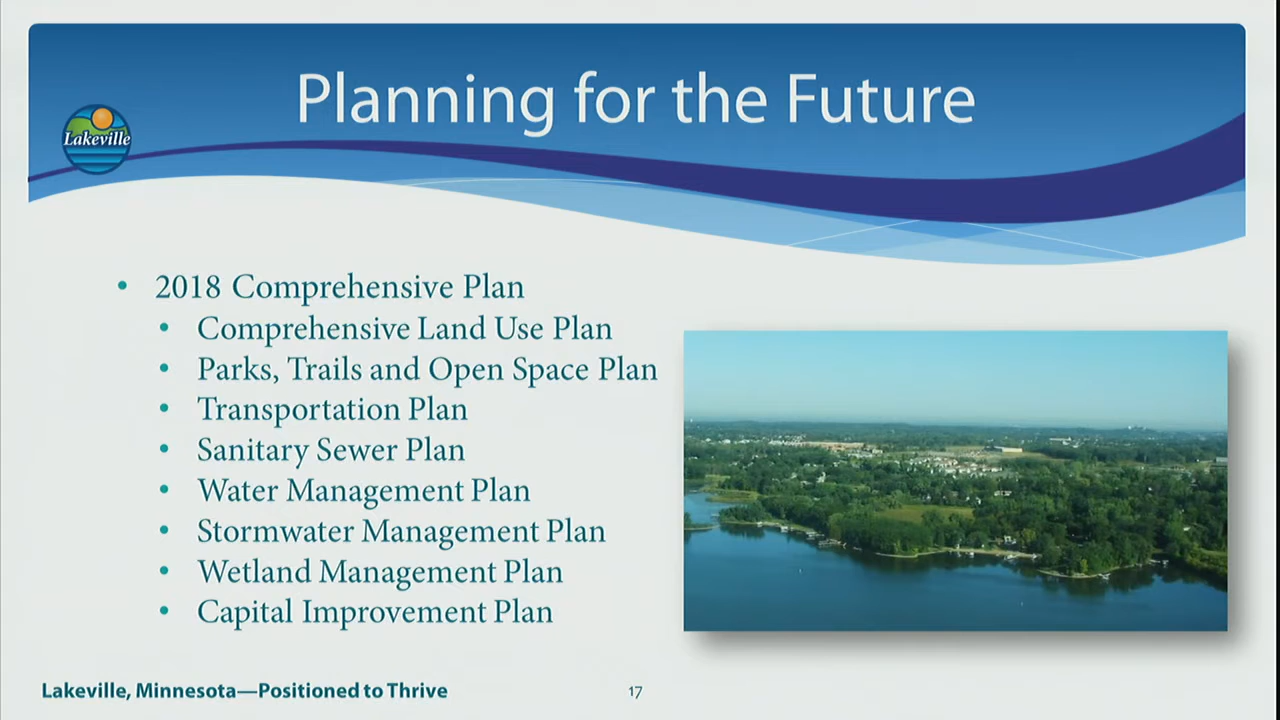 Planning for the Future
Lakeville
• 2018 Comprehensive Plan
• Comprehensive Land Use Plan
• Parks, Trails and Open Space Plan
• Transportation Plan
• Sanitary Sewer Plan
• Water Management Plan
• Stormwater Management Plan
• Wetland Management Plan
• Capital Improvement Plan
Lakeville, Minnesota—Positioned to Thrive
17